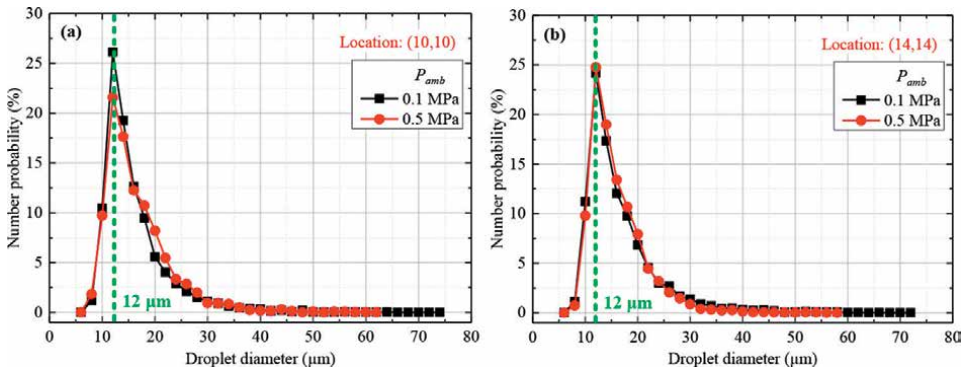 (a)
Location: (10,10)
P_amb
0.1 MPa
0.5 MPa
12 μm
30
25
20
15
10
5
0
Number probability (%)
0 10 20 30 40 50 60 70 80
Droplet diameter (μm)
(b)
Location: (14,14)
P_amb
0.1 MPa
0.5 MPa
12 μm
30
25
20
15
10
5
0
Number probability (%)
0 10 20 30 40 50 60 70 80
Droplet diameter (μm)